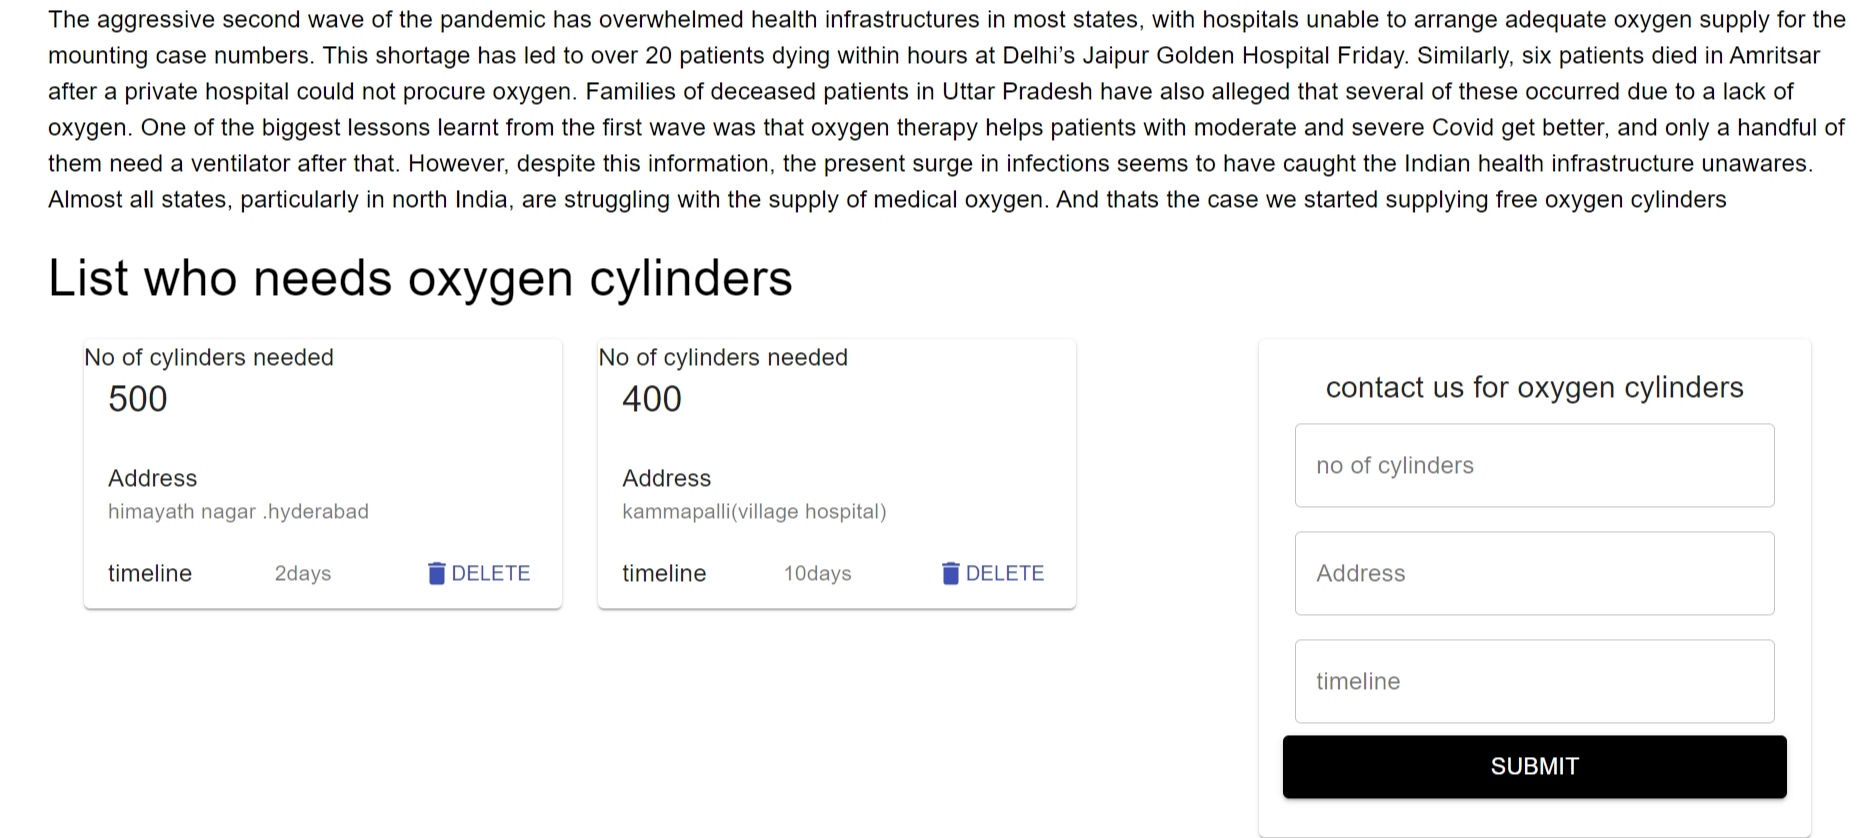 The aggressive second wave of the pandemic has overwhelmed health infrastructures in most states, with hospitals unable to arrange adequate oxygen supply for the
mounting case numbers. This shortage has led to over 20 patients dying within hours at Delhi’s Jaipur Golden Hospital Friday. Similarly, six patients died in Amritsar
after a private hospital could not procure oxygen. Families of deceased patients in Uttar Pradesh have also alleged that several of these occurred due to a lack of
oxygen. One of the biggest lessons learnt from the first wave was that oxygen therapy helps patients with moderate and severe Covid get better, and only a handful of
them need a ventilator after that. However, despite this information, the present surge in infections seems to have caught the Indian health infrastructure unawares.
Almost all states, particularly in north India, are struggling with the supply of medical oxygen. And thats the case we started supplying free oxygen cylinders
List who needs oxygen cylinders
No of cylinders needed
500
Address
himayath nagar .hyderabad
timeline 2days DELETE
No of cylinders needed
400
Address
kammapalli(village hospital)
timeline 10days DELETE
contact us for oxygen cylinders
no of cylinders
Address
timeline
SUBMIT